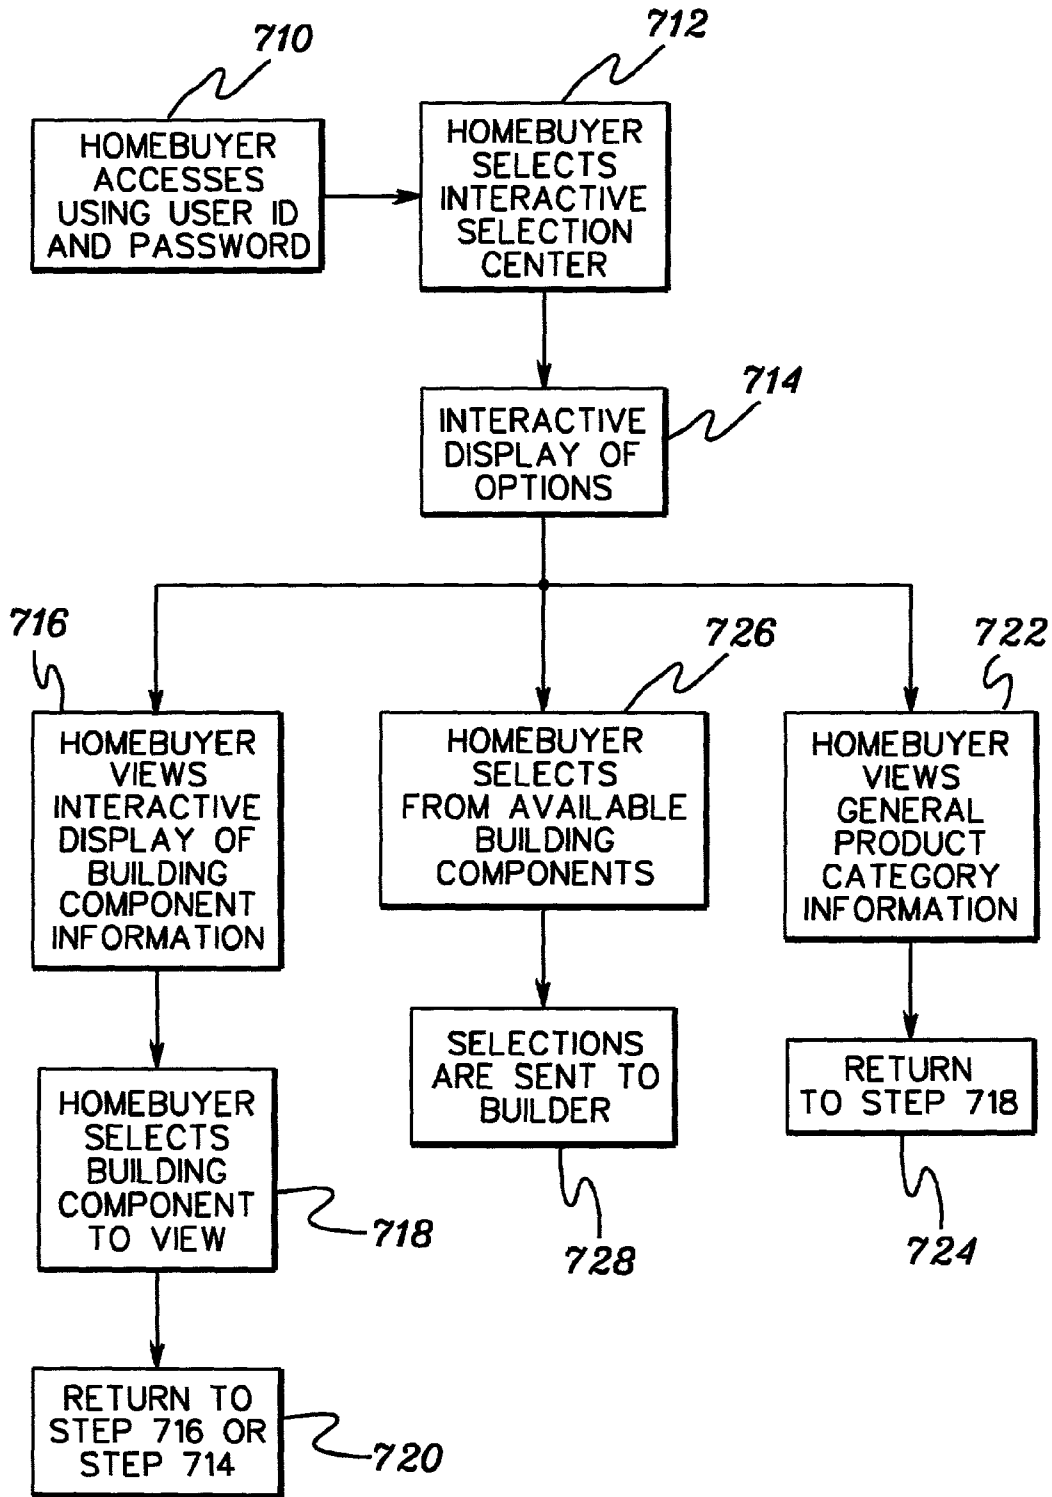 710
HOMEBUYER
ACCESSES
USING USER ID
AND PASSWORD
712
HOMEBUYER
SELECTS
INTERACTIVE
SELECTION
CENTER
714
INTERACTIVE
DISPLAY OF
OPTIONS
716
HOMEBUYER
VIEWS
INTERACTIVE
DISPLAY OF
BUILDING
COMPONENT
INFORMATION
726
HOMEBUYER
SELECTS
FROM AVAILABLE
BUILDING
COMPONENTS
722
HOMEBUYER
VIEWS
GENERAL
PRODUCT
CATEGORY
INFORMATION
HOMEBUYER
SELECTS
BUILDING
COMPONENT
TO VIEW
718
SELECTIONS
ARE SENT TO
BUILDER
728
RETURN
TO STEP 718
724
RETURN TO
STEP 716 OR
STEP 714
720